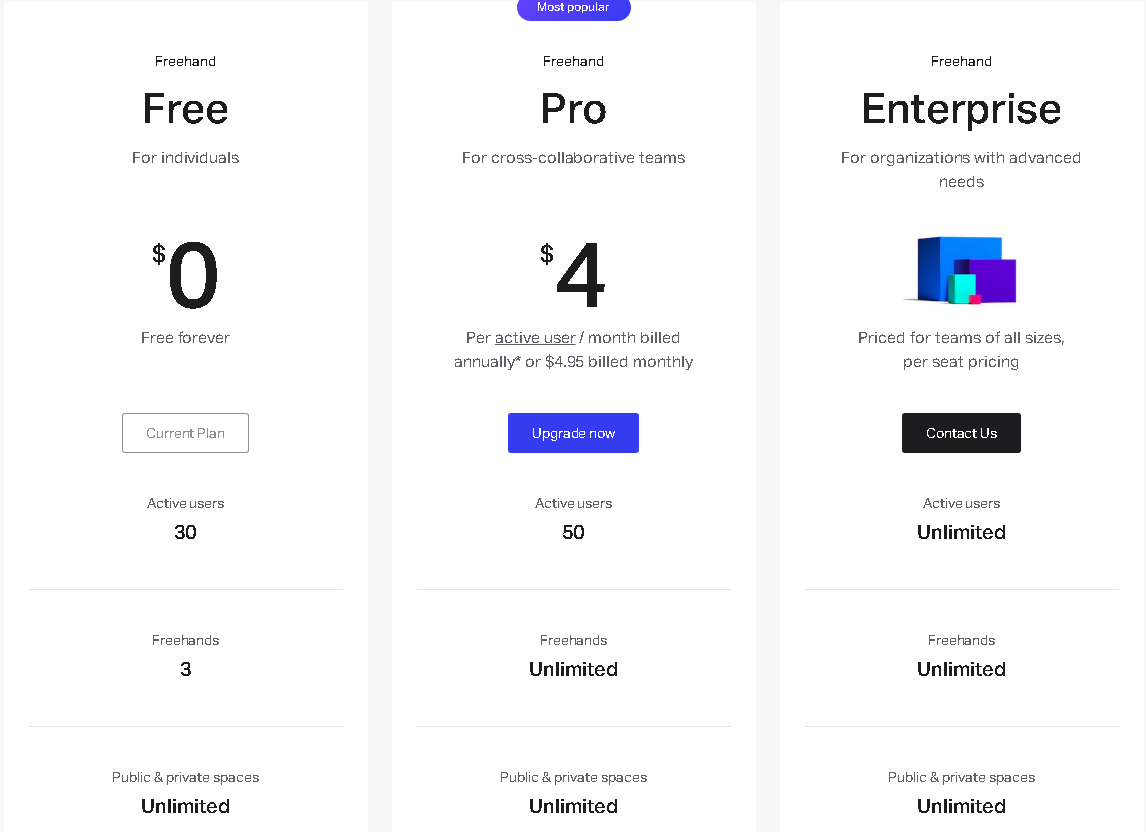 Most popular
Freehand
Free
For individuals
$0
Free forever
Current Plan
Active users
30
Freehands
3
Public & private spaces
Unlimited
Freehand
Pro
For cross-collaborative teams
$4
Per active user / month billed
annually* or $4.95 billed monthly
Upgrade now
Active users
50
Freehands
Unlimited
Public & private spaces
Unlimited
Freehand
Enterprise
For organizations with advanced
needs
Priced for teams of all sizes,
per seat pricing
Contact Us
Active users
Unlimited
Freehands
Unlimited
Public & private spaces
Unlimited